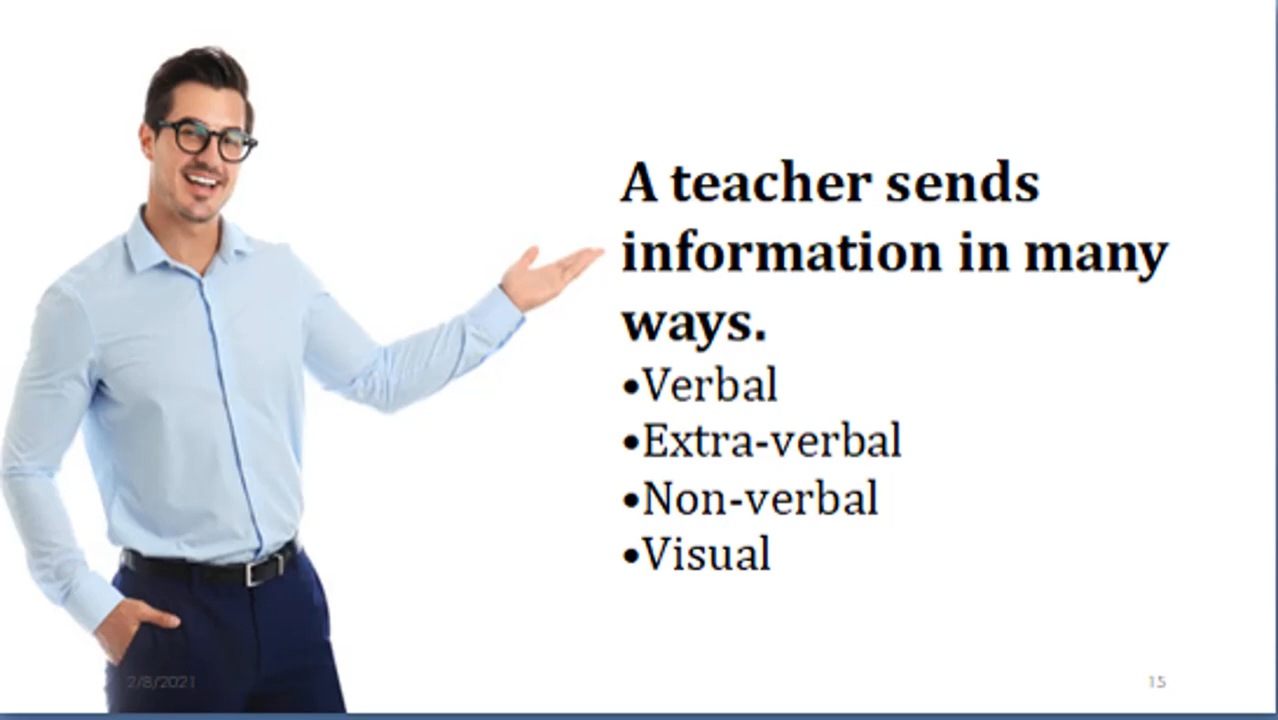 A teacher sends
information in many
ways.
•Verbal
•Extra-verbal
•Non-verbal
•Visual
2/8/2021
15